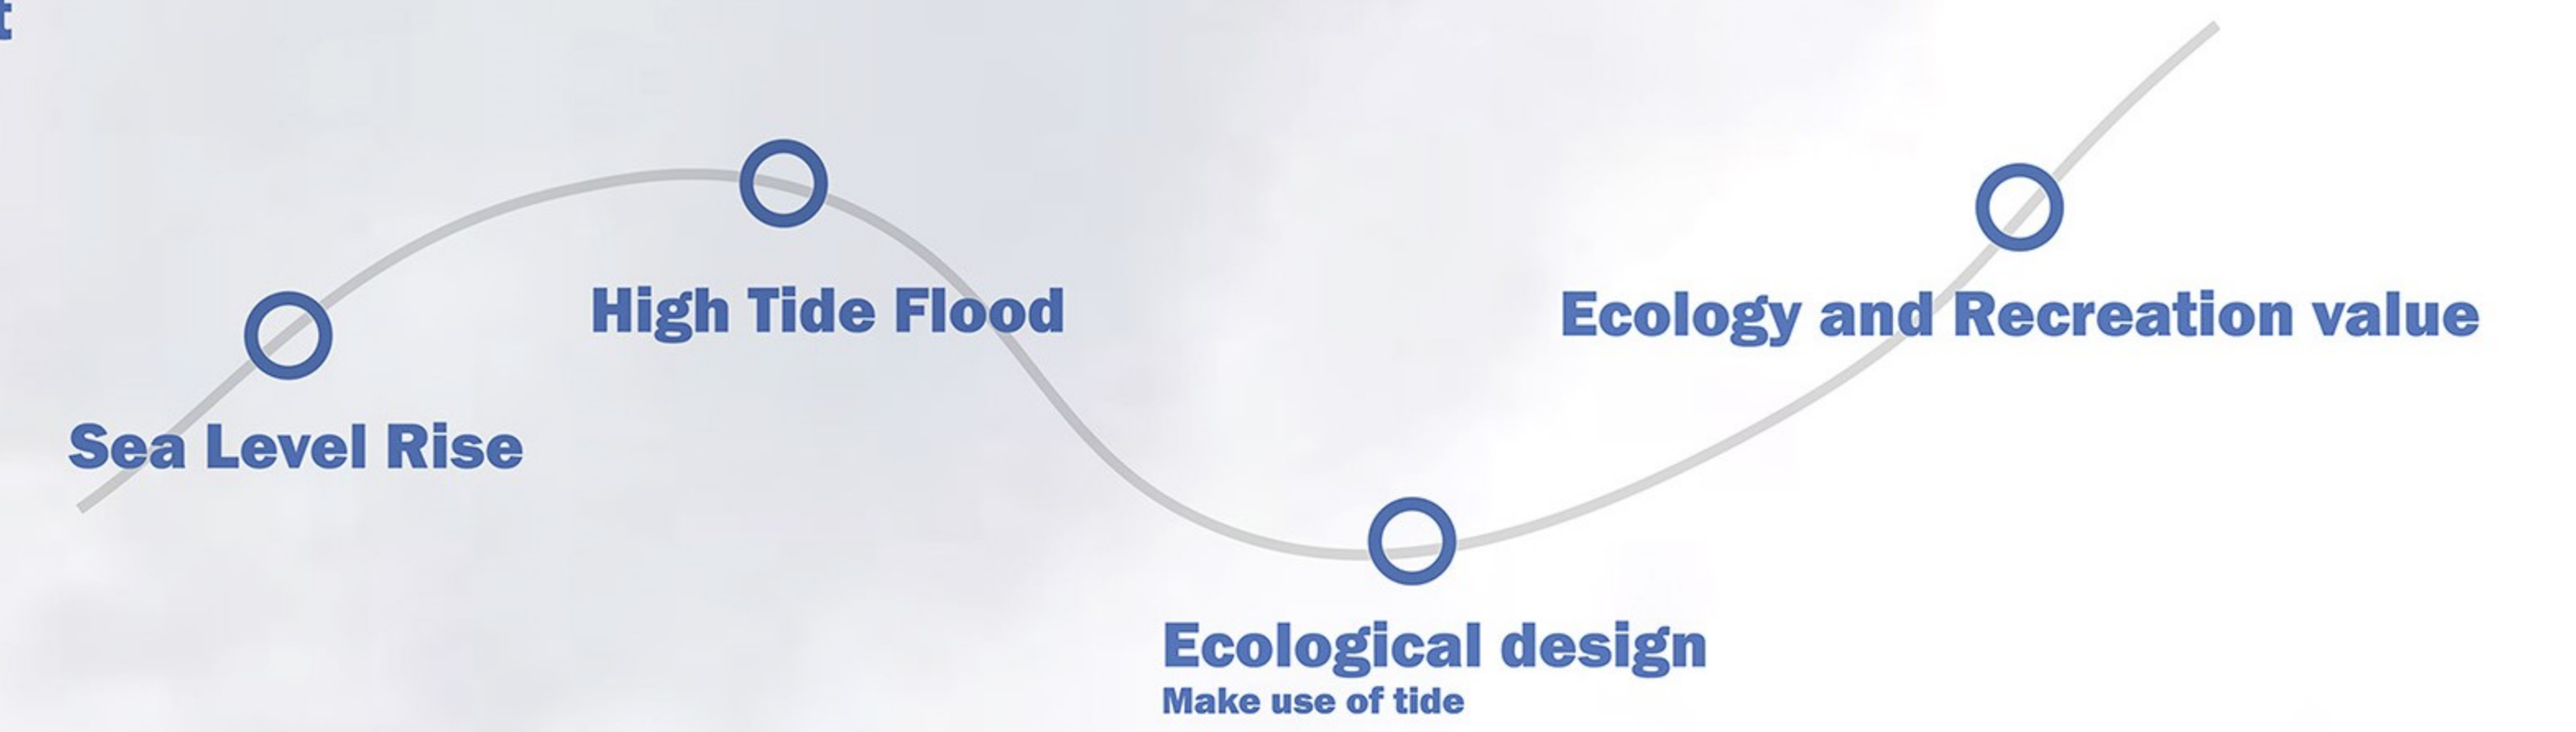 Sea Level Rise
High Tide Flood
Ecological design
Make use of tide
Ecology and Recreation value